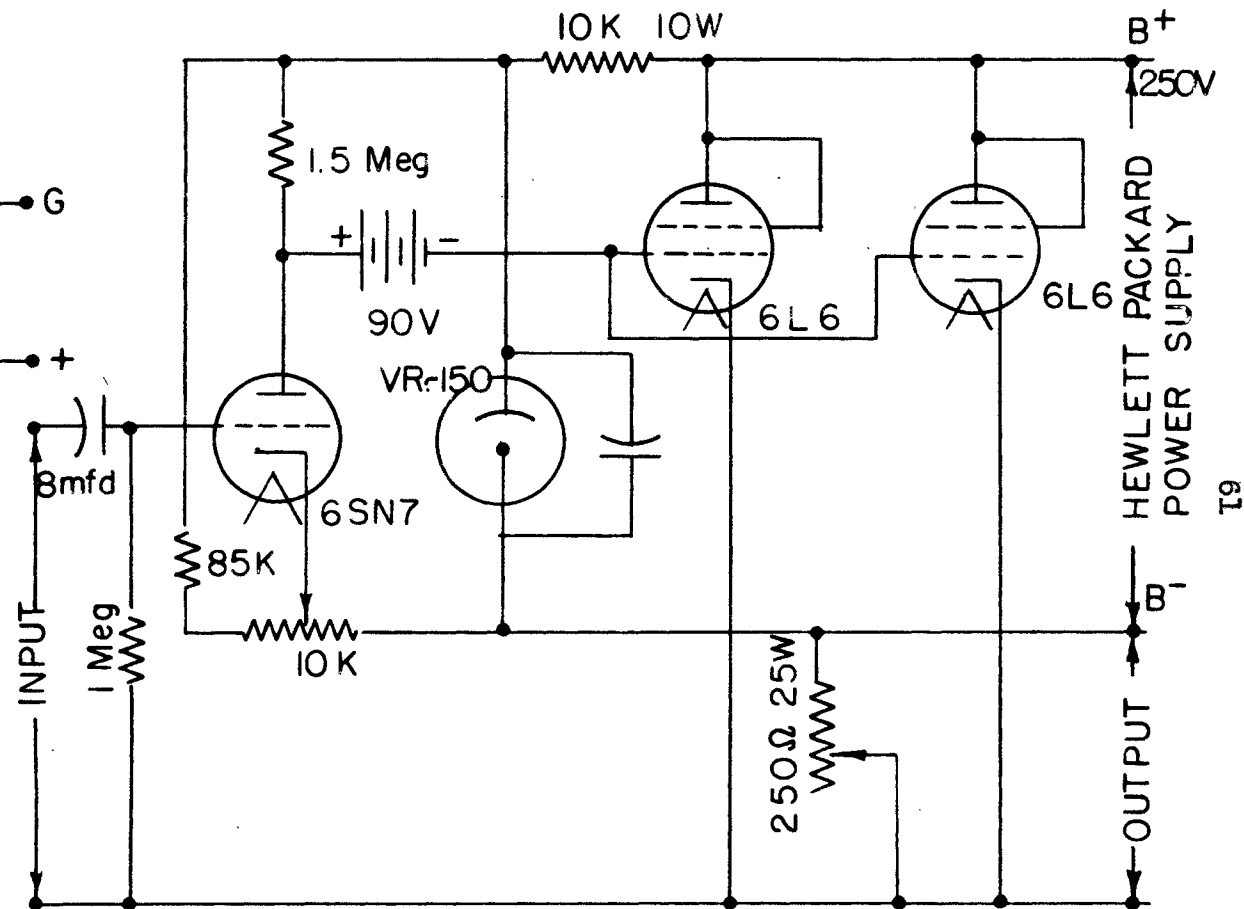 10K 10W
B+
250V
1.5 Meg
G
+
-
90V
6L6
6L6
HEWLETT PACKARD
POWER SUPPLY
61
+
VR-150
8mfd
6SN7
85K
B-
INPUT
1 Meg
10K
250Ω 25W
OUTPUT